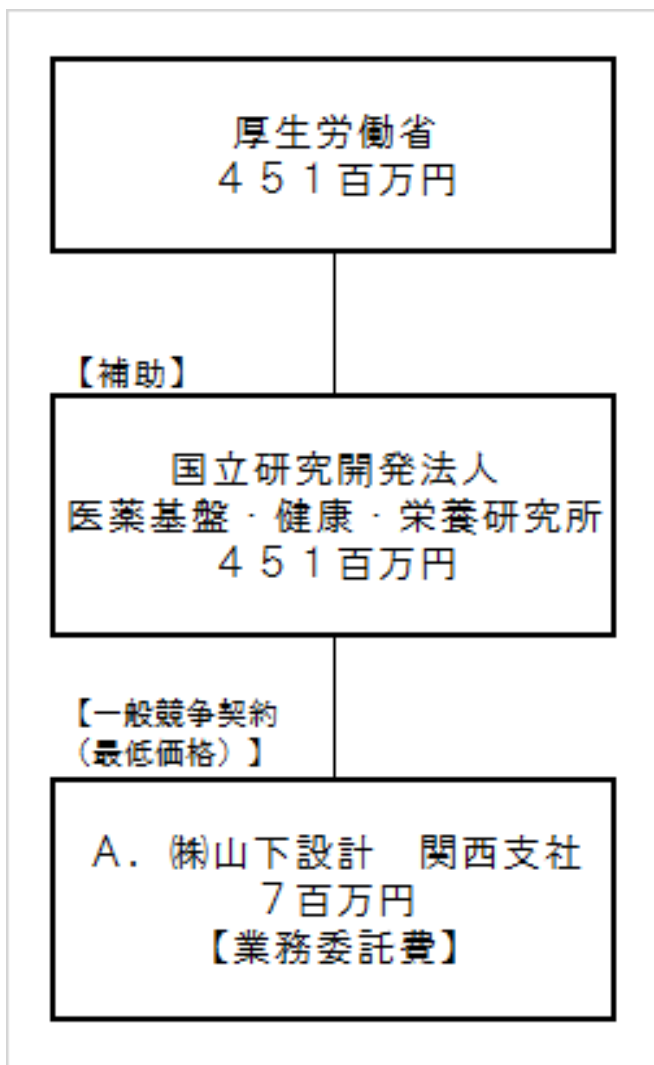 厚生労働省
４５１百万円
【補助】
国立研究開発法人
医薬基盤・健康・栄養研究所
４５１百万円
【一般競争契約
（最低価格）】
Ａ．㈱山下設計　関西支社
７百万円
【業務委託費】